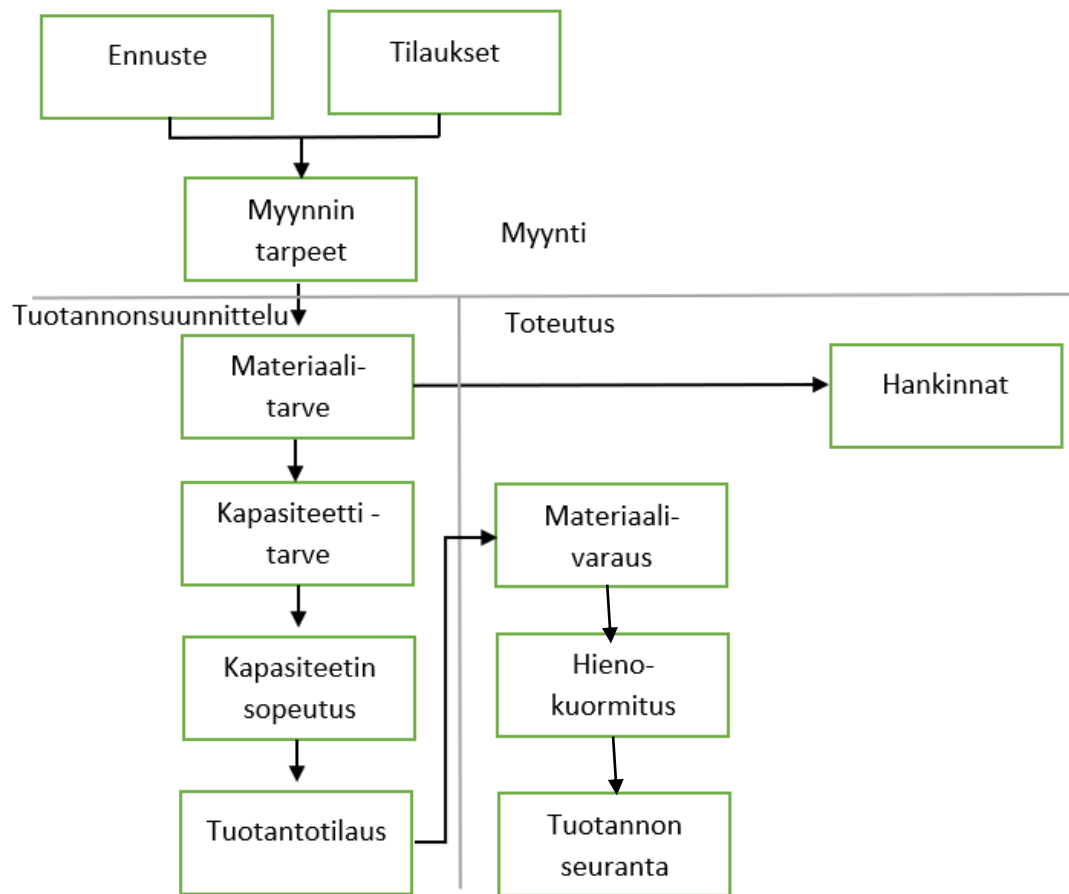 Ennuste
Tilaukset
Myynnin
tarpeet
Myynti
Tuotannonsuunnittelu
Toteutus
Materiaali-
tarve
Hankinnat
Kapasiteetti -
tarve
Materiaali-
varaus
Kapasiteetin
sopeutus
Hieno-
kuormitus
Tuotantotilaus
Tuotannon
seuranta